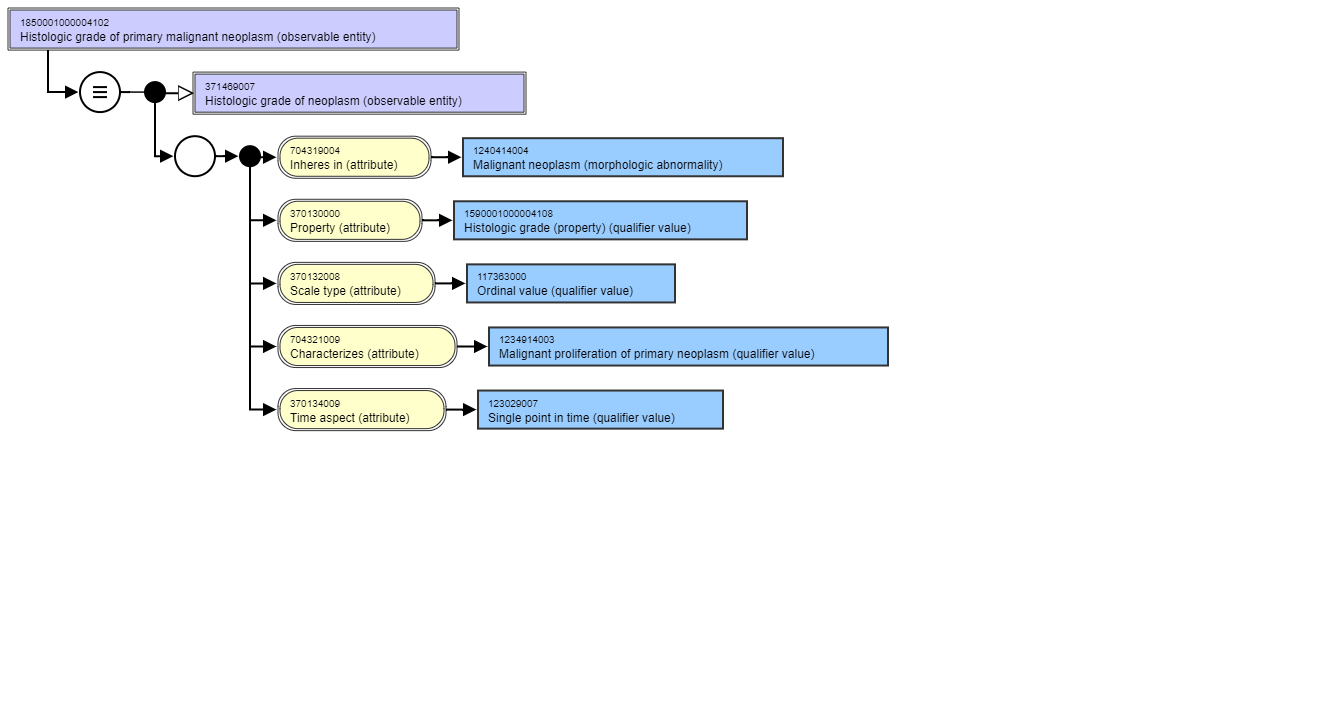 1850001000004102
Histologic grade of primary malignant neoplasm (observable entity)
371469007
Histologic grade of neoplasm (observable entity)
704319004
Inheres in (attribute)
1240414004
Malignant neoplasm (morphologic abnormality)
370130000
Property (attribute)
1590001000004108
Histologic grade (property) (qualifier value)
370132008
Scale type (attribute)
117363000
Ordinal value (qualifier value)
704321009
Characterizes (attribute)
1234914003
Malignant proliferation of primary neoplasm (qualifier value)
370134009
Time aspect (attribute)
123029007
Single point in time (qualifier value)